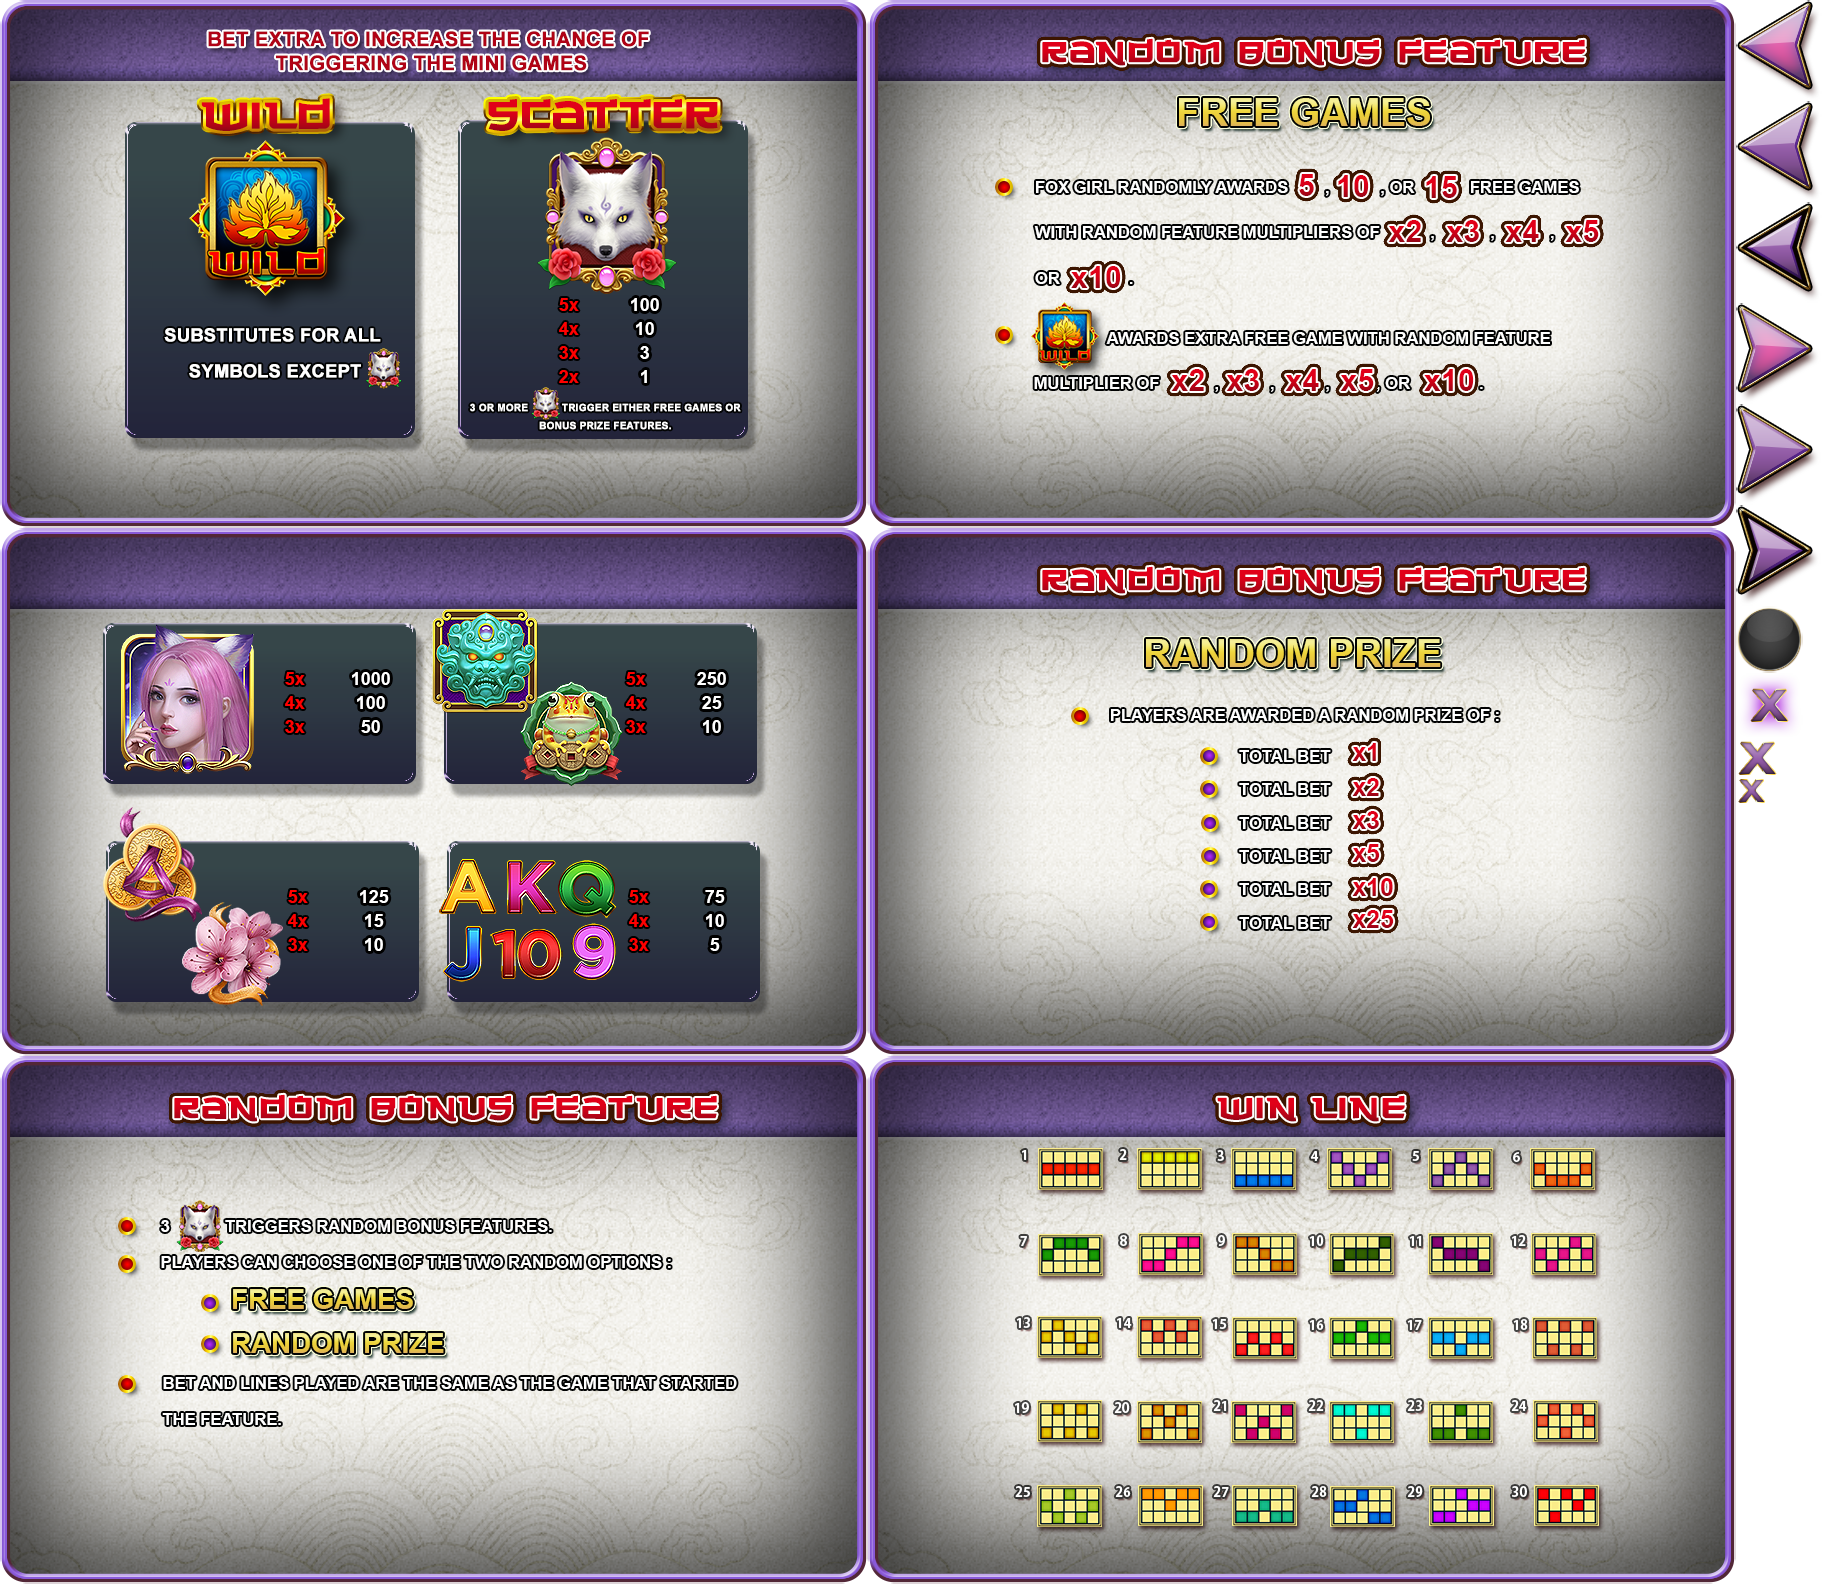 BET EXTRA TO INCREASE THE CHANCE OF
TRIGGERING THE MINI GAMES
WILD
WILD
SUBSTITUTES FOR ALL
SYMBOLS EXCEPT
SCATTER
5x 100
4x 10
3x 3
2x 1
3 OR MORE TRIGGER EITHER FREE GAMES OR
BONUS PRIZE FEATURES.
RANDOM BONUS FEATURE
FREE GAMES
FOX GIRL RANDOMLY AWARDS 5 , 10 , OR 15 FREE GAMES
WITH RANDOM FEATURE MULTIPLIERS OF x2 , x3 , x4 , x5
OR x10 .
WILD AWARDS EXTRA FREE GAME WITH RANDOM FEATURE
MULTIPLIER OF x2 , x3 , x4 , x5, OR x10 .
5x 1000
4x 100
3x 50
5x 250
4x 25
3x 10
5x 125
4x 15
3x 10
A K Q
J 10 9
5x 75
4x 10
3x 5
RANDOM BONUS FEATURE
RANDOM PRIZE
PLAYERS ARE AWARDED A RANDOM PRIZE OF :
TOTAL BET x1
TOTAL BET x2
TOTAL BET x3
TOTAL BET x5
TOTAL BET x10
TOTAL BET x25
X
X
X
RANDOM BONUS FEATURE
3 TRIGGERS RANDOM BONUS FEATURES.
PLAYERS CAN CHOOSE ONE OF THE TWO RANDOM OPTIONS :
FREE GAMES
RANDOM PRIZE
BET AND LINES PLAYED ARE THE SAME AS THE GAME THAT STARTED
THE FEATURE.
WIN LINE
1 2 3 4 5 6
7 8 9 10 11 12
13 14 15 16 17 18
19 20 21 22 23 24
25 26 27 28 29 30